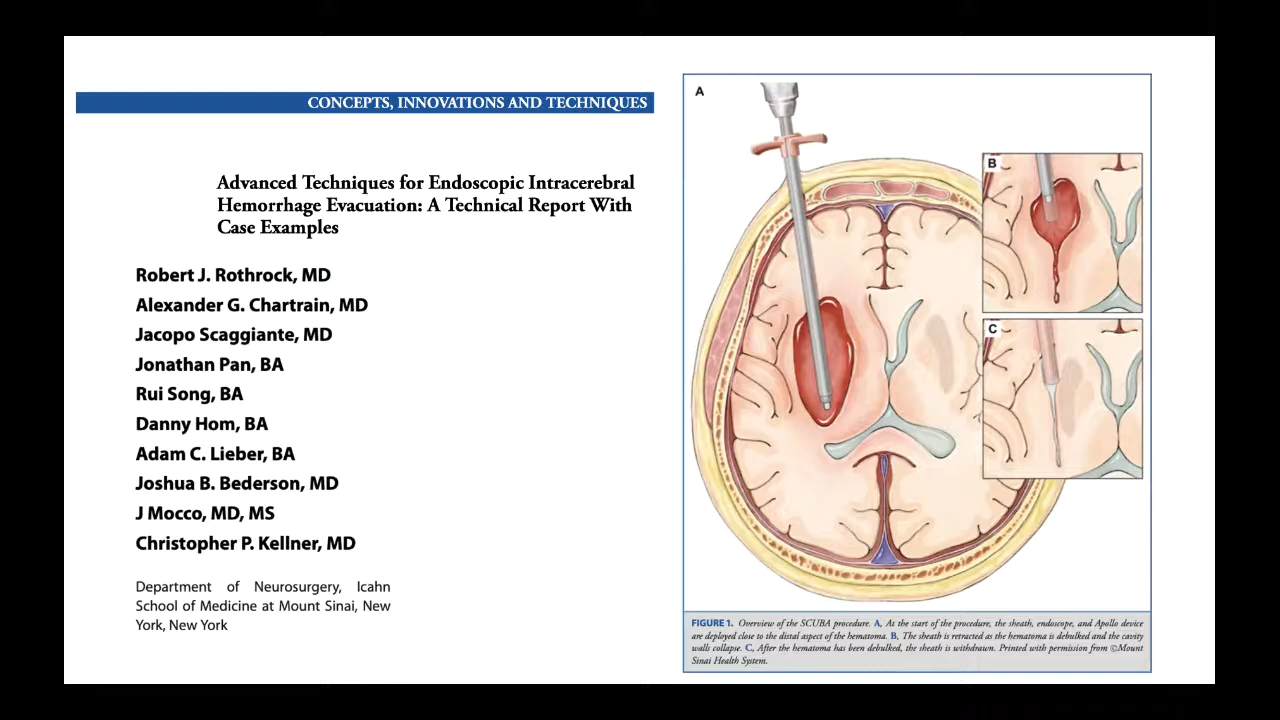 CONCEPTS, INNOVATIONS AND TECHNIQUES
Advanced Techniques for Endoscopic Intracerebral
Hemorrhage Evacuation: A Technical Report With
Case Examples
Robert J. Rothrock, MD
Alexander G. Chartrain, MD
Jacopo Scaggiante, MD
Jonathan Pan, BA
Rui Song, BA
Danny Hom, BA
Adam C. Lieber, BA
Joshua B. Bederson, MD
J Mocco, MD, MS
Christopher P. Kellner, MD
Department of Neurosurgery, Icahn
School of Medicine at Mount Sinai, New
York, New York
A
B
C
FIGURE 1. Overview of the SCUBA procedure. A, At the start of the procedure, the sheath, endoscope, and Apollo device
are deployed close to the distal aspect of the hematoma. B, The sheath is retracted as the hematoma is debulked and the cavity
walls collapse. C, After the hematoma has been debulked, the sheath is withdrawn. Printed with permission from ©Mount
Sinai Health System.